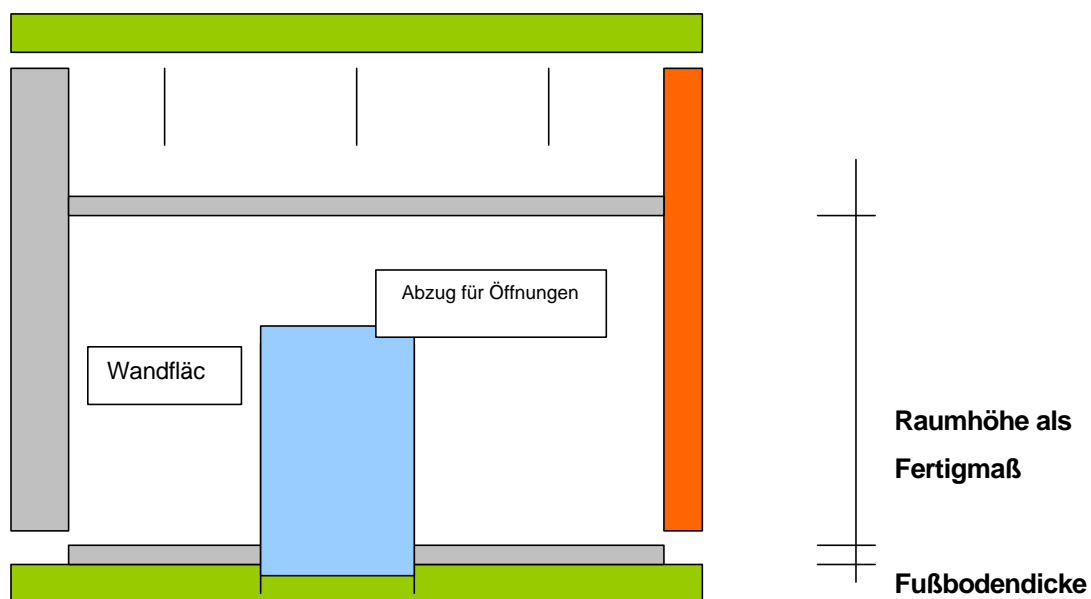 Abzug für Öffnungen
Wandfläc
Raumhöhe als
Fertigmaß
Fußbodendicke